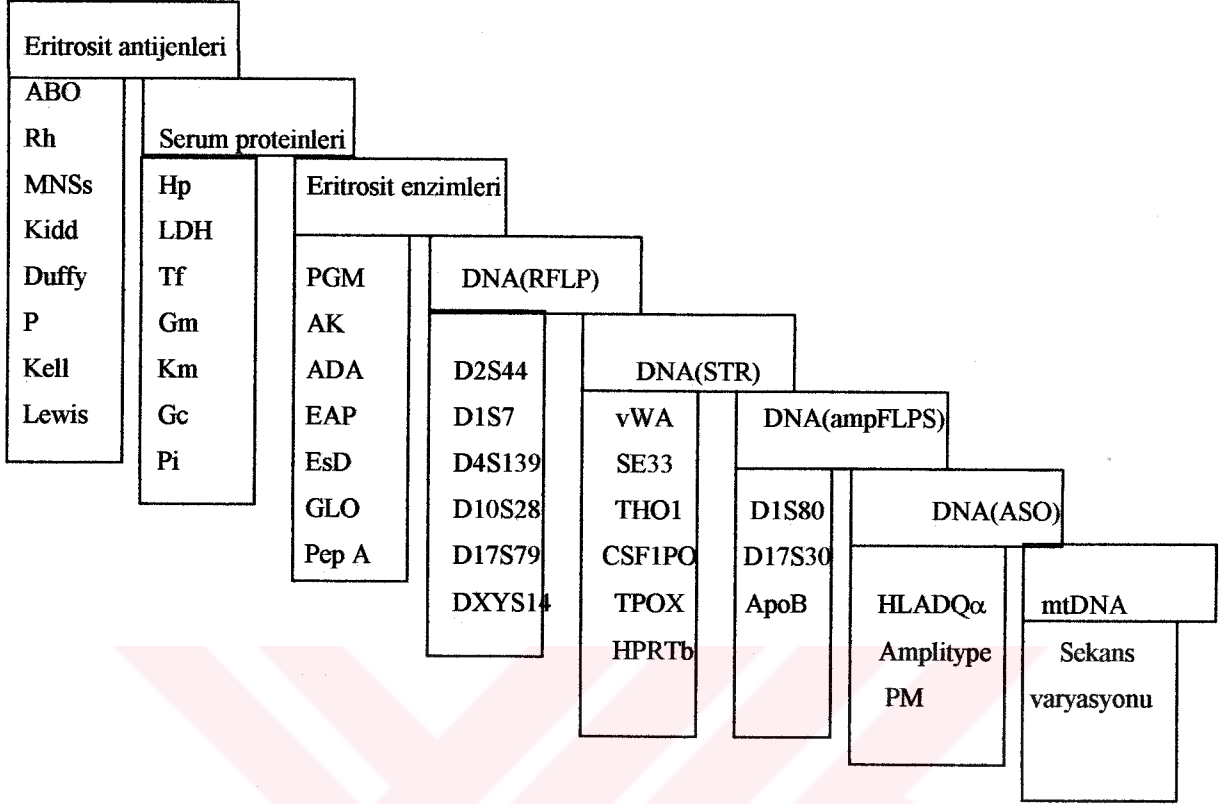 Eritrosit antijenleri
ABO
Rh
MNSs
Kidd
Duffy
P
Kell
Lewis
Serum proteinleri
Hp
LDH
Tf
Gm
Km
Gc
Pi
Eritrosit enzimleri
PGM
AK
ADA
EAP
EsD
GLO
Pep A
DNA(RFLP)
D2S44
D1S7
D4S139
D10S28
D17S79
DXYS14
DNA(STR)
vWA
SE33
THO1
CSF1PO
TPOX
HPRTb
DNA(ampFLPS)
D1S80
D17S30
ApoB
DNA(ASO)
HLADQα
Amplitype
PM
mtDNA
Sekans
varyasyonu